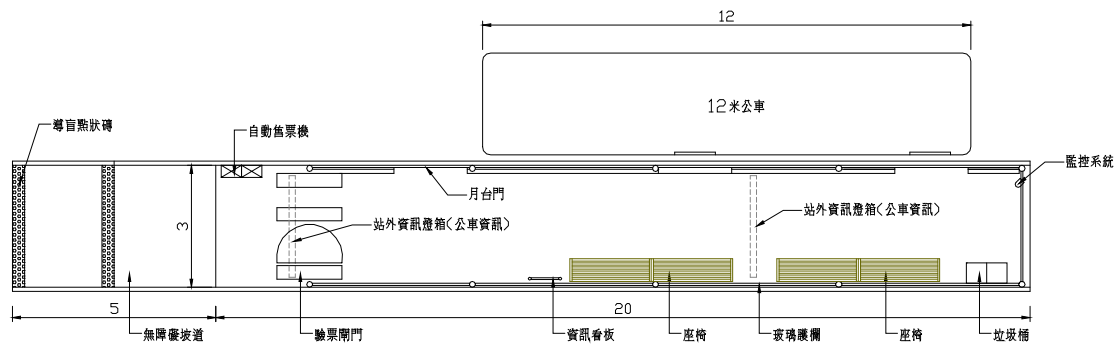 12
12米公車
導盲點狀磚
自動售票機
監控系統
月台門
站外資訊燈箱(公車資訊)
站外資訊燈箱(公車資訊)
3
5
20
無障礙坡道
驗票閘門
資訊看板
座椅
玻璃護欄
座椅
垃圾桶